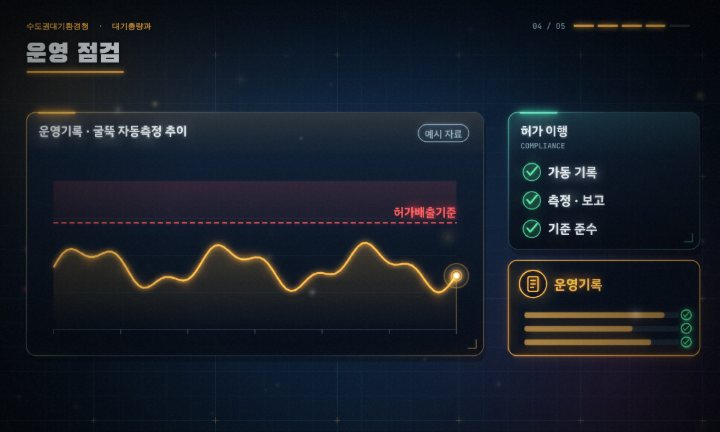 수도권대기환경청 · 대기총량과
04 / 05
운영 점검
운영기록 · 굴뚝 자동측정 추이
예시 자료
허가배출기준
허가 이행
COMPLIANCE
가동 기록
측정 · 보고
기준 준수
운영기록